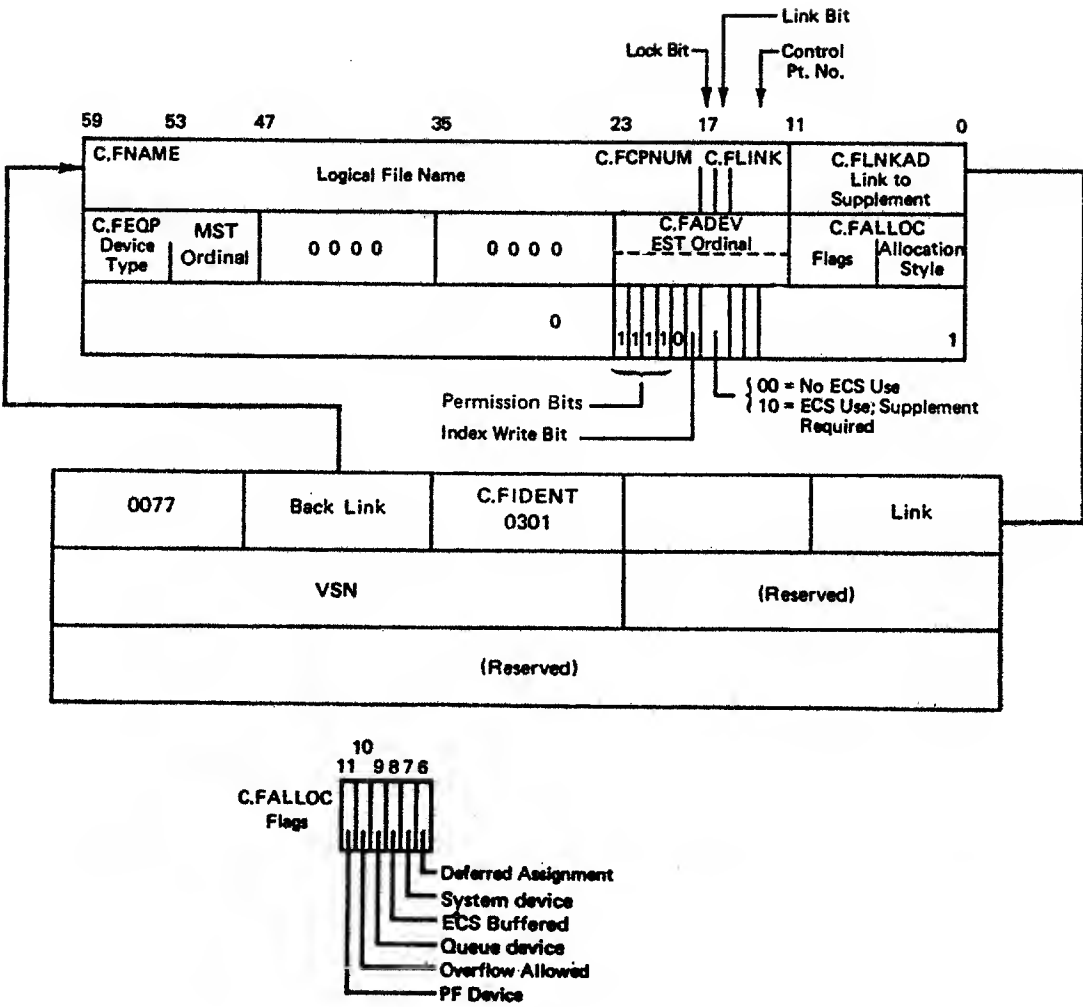 Link Bit
Lock Bit
Control
Pt. No.
59 53 47 35 23 17 11 0
C.FNAME
Logical File Name
C.FCPNUM C.FLINK
C.FLNKAD
Link to
Supplement
C.FEQP
Device
Type
MST
Ordinal
0 0 0 0
0 0 0 0
C.FADEV
EST Ordinal
C.FALLOC
Flags
Allocation
Style
0
1 1 1 1 0
1
Permission Bits
Index Write Bit
00 = No ECS Use
10 = ECS Use; Supplement
Required
0077
Back Link
C.FIDENT
0301
Link
VSN
(Reserved)
(Reserved)
10
11 9 8 7 6
C.FALLOC
Flags
Deferred Assignment
System device
ECS Buffered
Queue device
Overflow Allowed
PF Device